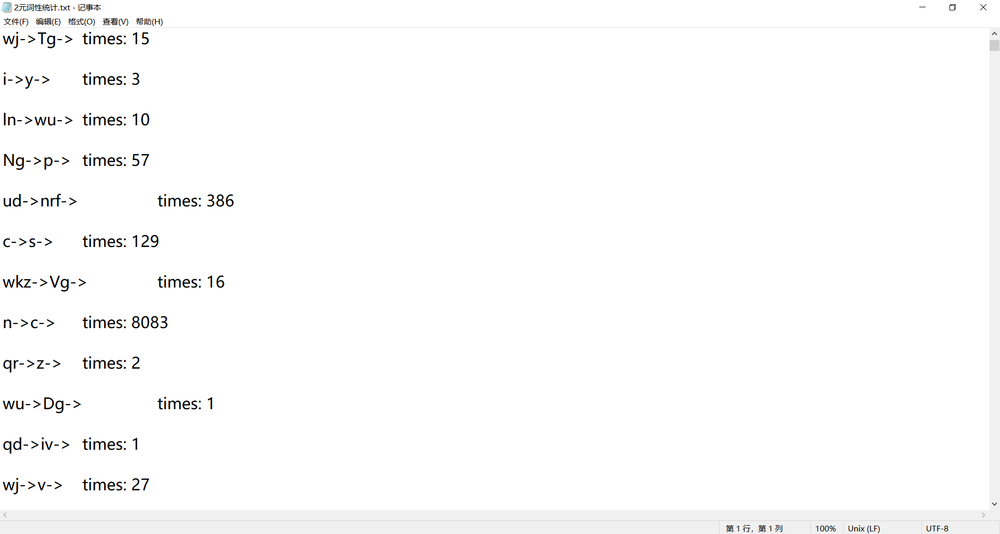 2元词性统计.txt - 记事本
文件(F) 编辑(E) 格式(O) 查看(V) 帮助(H)
wj->Tg-> times: 15
i->y-> times: 3
ln->wu-> times: 10
Ng->p-> times: 57
ud->nrf-> times: 386
c->s-> times: 129
wkz->Vg-> times: 16
n->c-> times: 8083
qr->z-> times: 2
wu->Dg-> times: 1
qd->iv-> times: 1
wj->v-> times: 27
第 1 行，第 1 列 100% Unix (LF) UTF-8